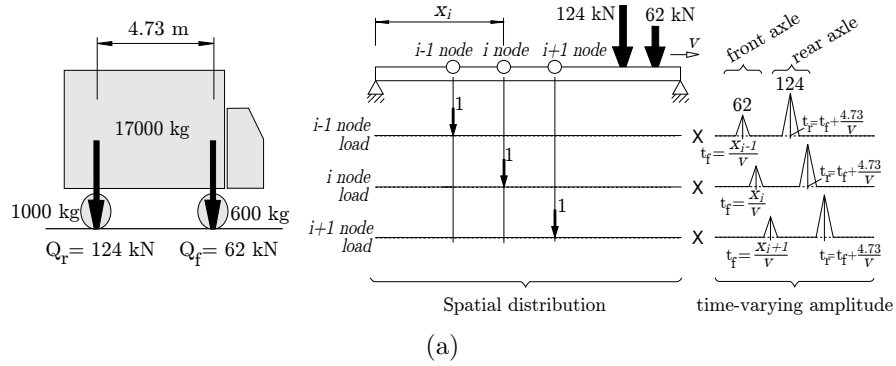 4.73 m
17000 kg
1000 kg
600 kg
Q_r= 124 kN
Q_f= 62 kN
x_i
124 kN
62 kN
v
i-1 node
i node
i+1 node
front axle
rear axle
1
i-1 node
load
X
62
124
t_f= x_{i-1}/V
t_r=t_f+ 4.73/V
1
i node
load
X
t_f= x_i/V
t_r=t_f+ 4.73/V
1
i+1 node
load
X
t_f= x_{i+1}/V
t_r=t_f+ 4.73/V
Spatial distribution
time-varying amplitude
(a)